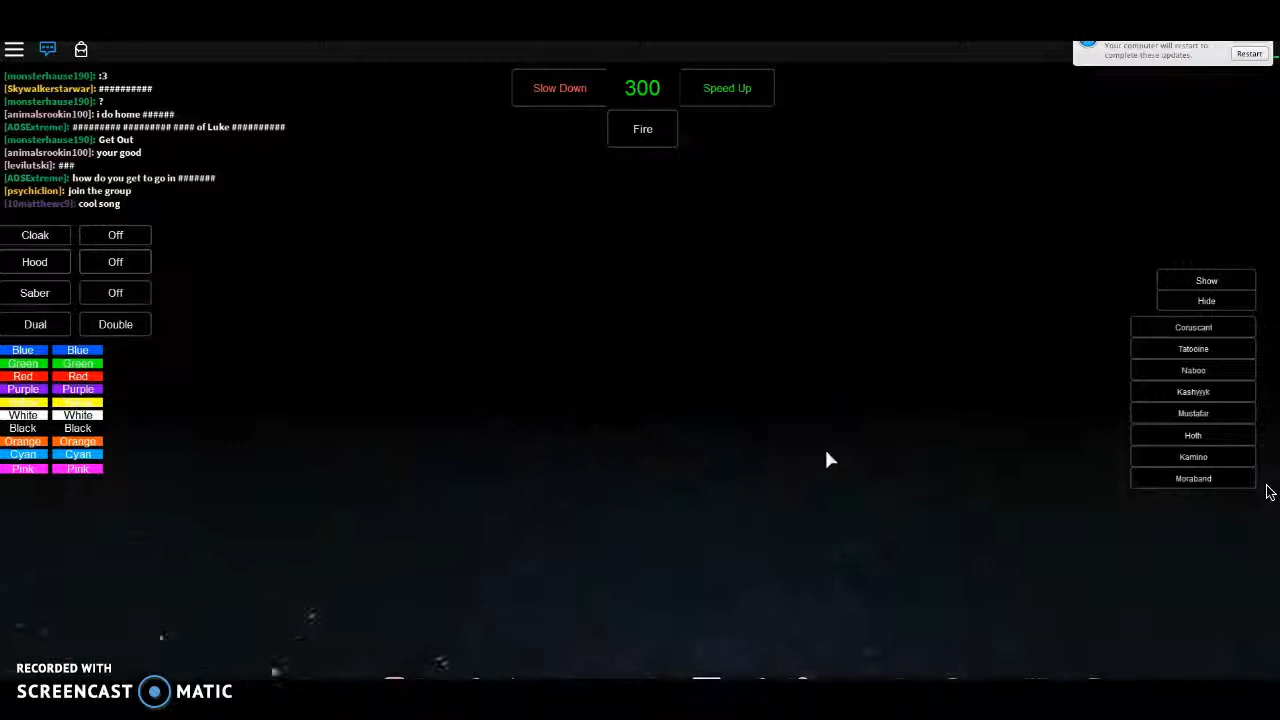 Your computer will restart to
complete these updates.
Restart
[monsterhause190]: :3
[Skywalkerstarwar]: ##########
[monsterhause190]: ?
[animalsrookin100]: i do home ######
[ADSExtreme]: ######### ######### #### of Luke ##########
[monsterhause190]: Get Out
[animalsrookin100]: your good
[levilutski]: ###
[ADSExtreme]: how do you get to go in #######
[psychiclion]: join the group
[10matthewc9]: cool song
Slow Down 300 Speed Up
Fire
Cloak Off
Hood Off
Saber Off
Dual Double
Blue Blue
Green Green
Red Red
Purple Purple
White White
Black Black
Orange Orange
Cyan Cyan
Pink Pink
Show
Hide
Coruscant
Tatooine
Naboo
Kashyyyk
Mustafar
Hoth
Kamino
Moraband
RECORDED WITH
SCREENCAST MATIC